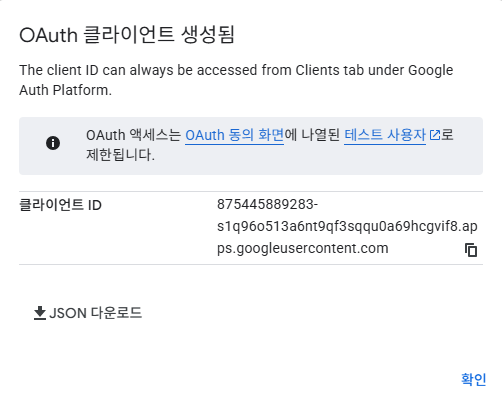 OAuth 클라이언트 생성됨
The client ID can always be accessed from Clients tab under Google
Auth Platform.
OAuth 액세스는 OAuth 동의 화면에 나열된 테스트 사용자로
제한됩니다.
클라이언트 ID
875445889283-
s1q96o513a6nt9qf3sqqu0a69hcgvif8.ap
ps.googleusercontent.com
JSON 다운로드
확인